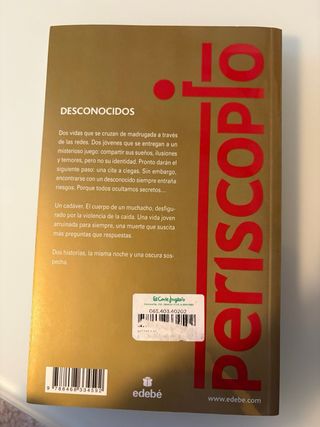 DESCONOCIDOS
Dos vidas que se cruzan de madrugada a través
de las redes. Dos jóvenes que se entregan a un
misterioso juego: compartir sus sueños, ilusiones
y temores, pero no su identidad. Pronto darán el
siguiente paso: una cita a ciegas. Sin embargo,
encontrarse con un desconocido siempre entraña
riesgos. Porque todos ocultamos secretos...
Un cadáver. El cuerpo de un muchacho, desfigu-
rado por la violencia de la caída. Una vida joven
arruinada para siempre, una muerte que suscita
más preguntas que respuestas.
Dos historias, la misma noche y una oscura sos-
pecha.
periscopio
El Corte Inglés
065.403.40202
9788468334592
edebé
www.edebe.com